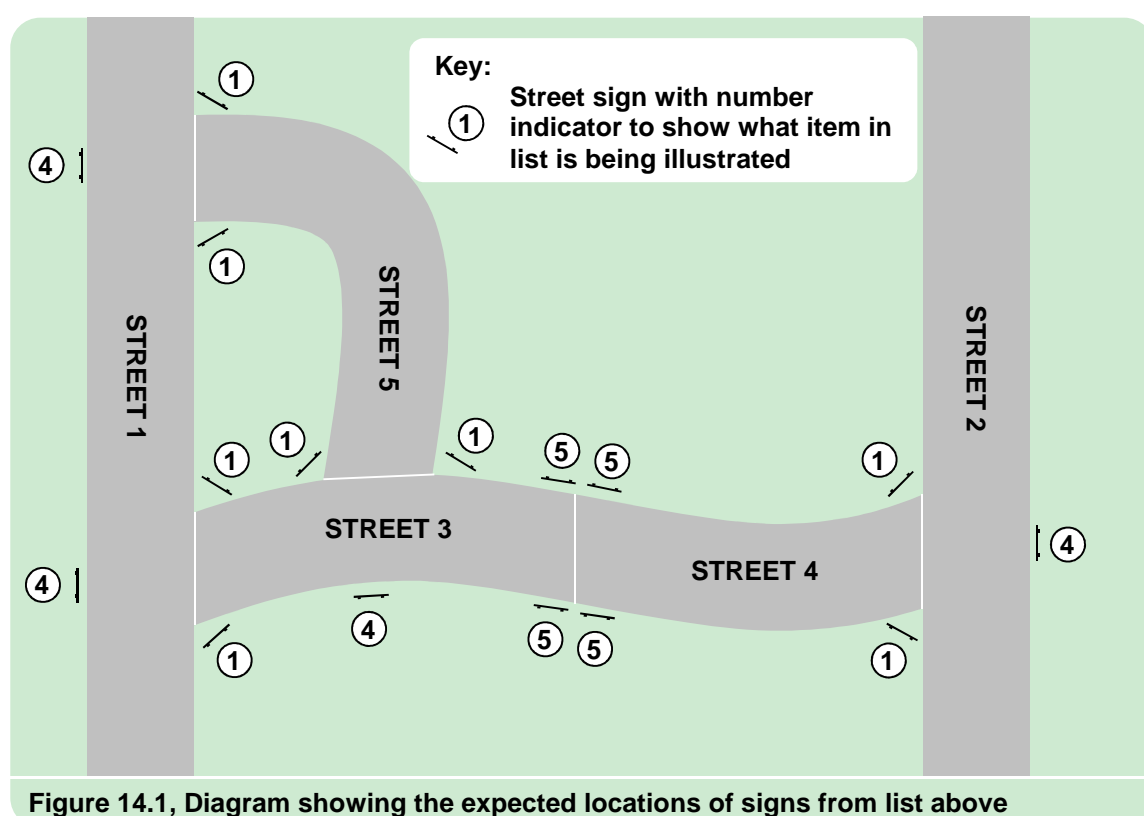 1
Key:
1
Street sign with number
indicator to show what item in
list is being illustrated
4
1
STREET 5
STREET 1
STREET 2
1
1
1
5
5
1
STREET 3
4
4
STREET 4
4
5
5
1
1
Figure 14.1, Diagram showing the expected locations of signs from list above